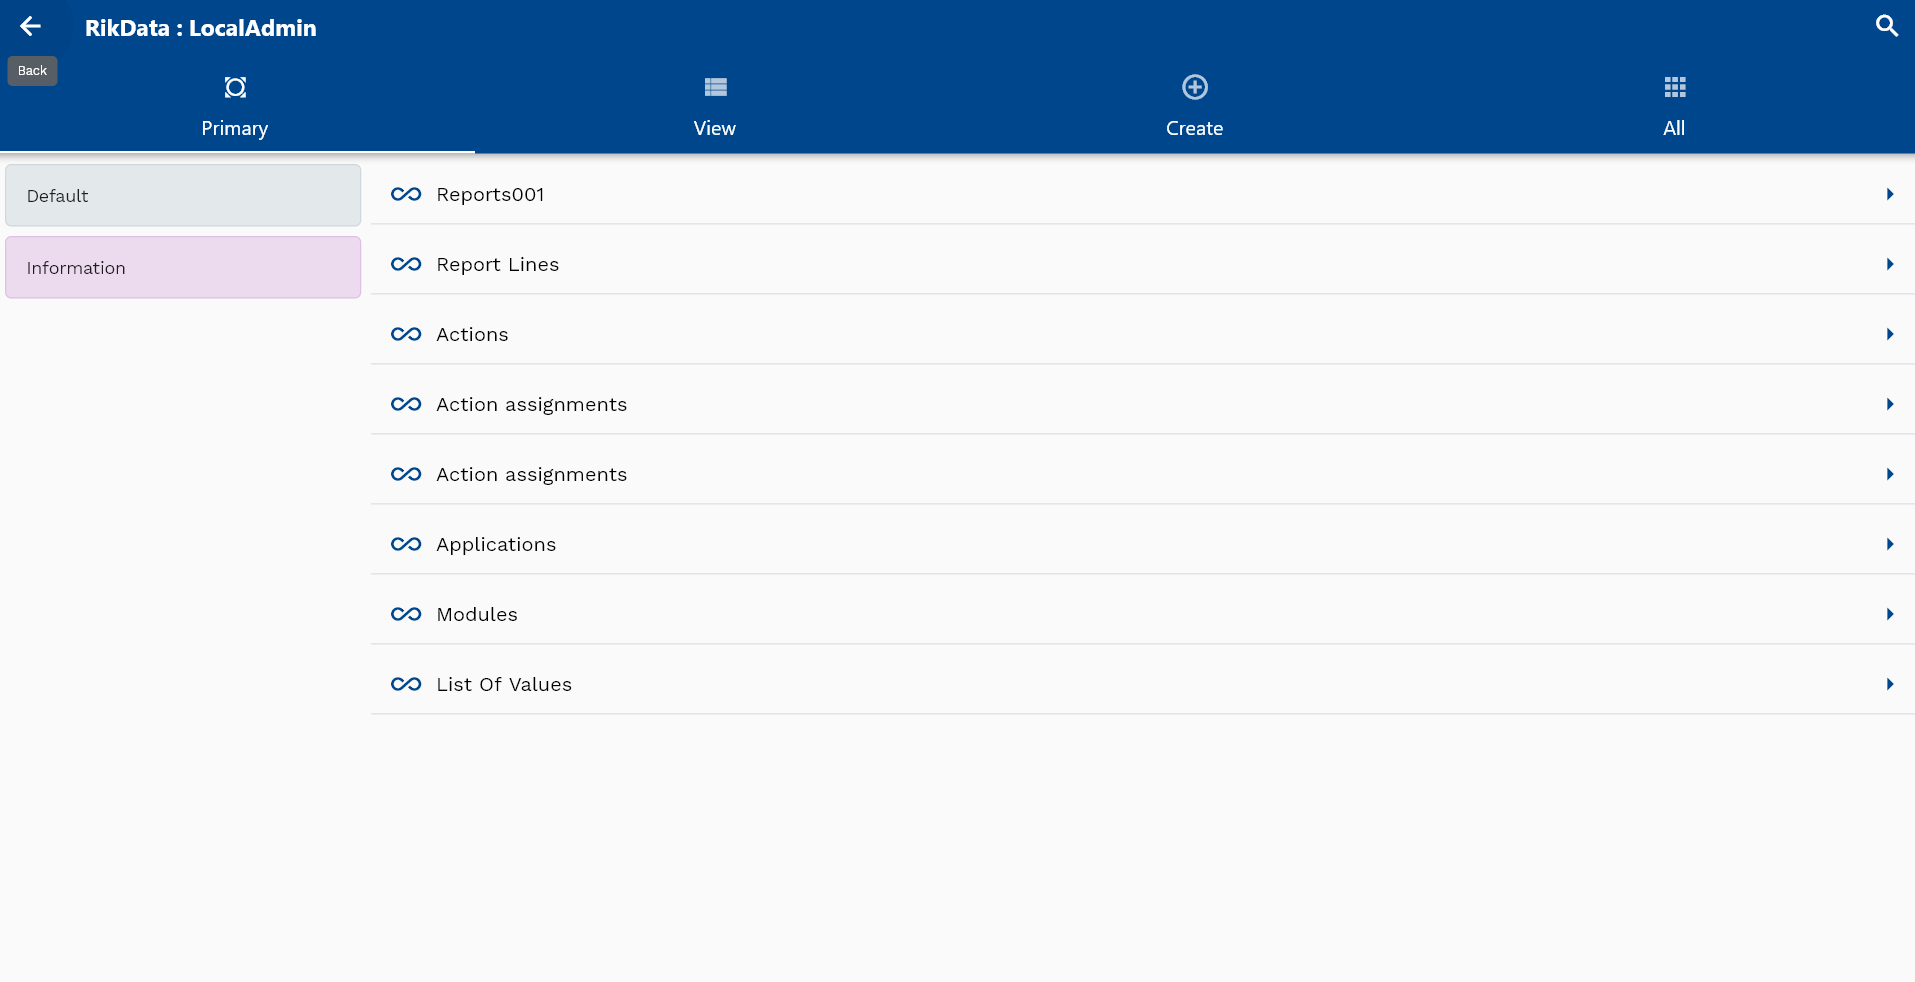 RikData : LocalAdmin
Back
Primary
View
Create
All
Default
Information
Reports001
Report Lines
Actions
Action assignments
Action assignments
Applications
Modules
List Of Values